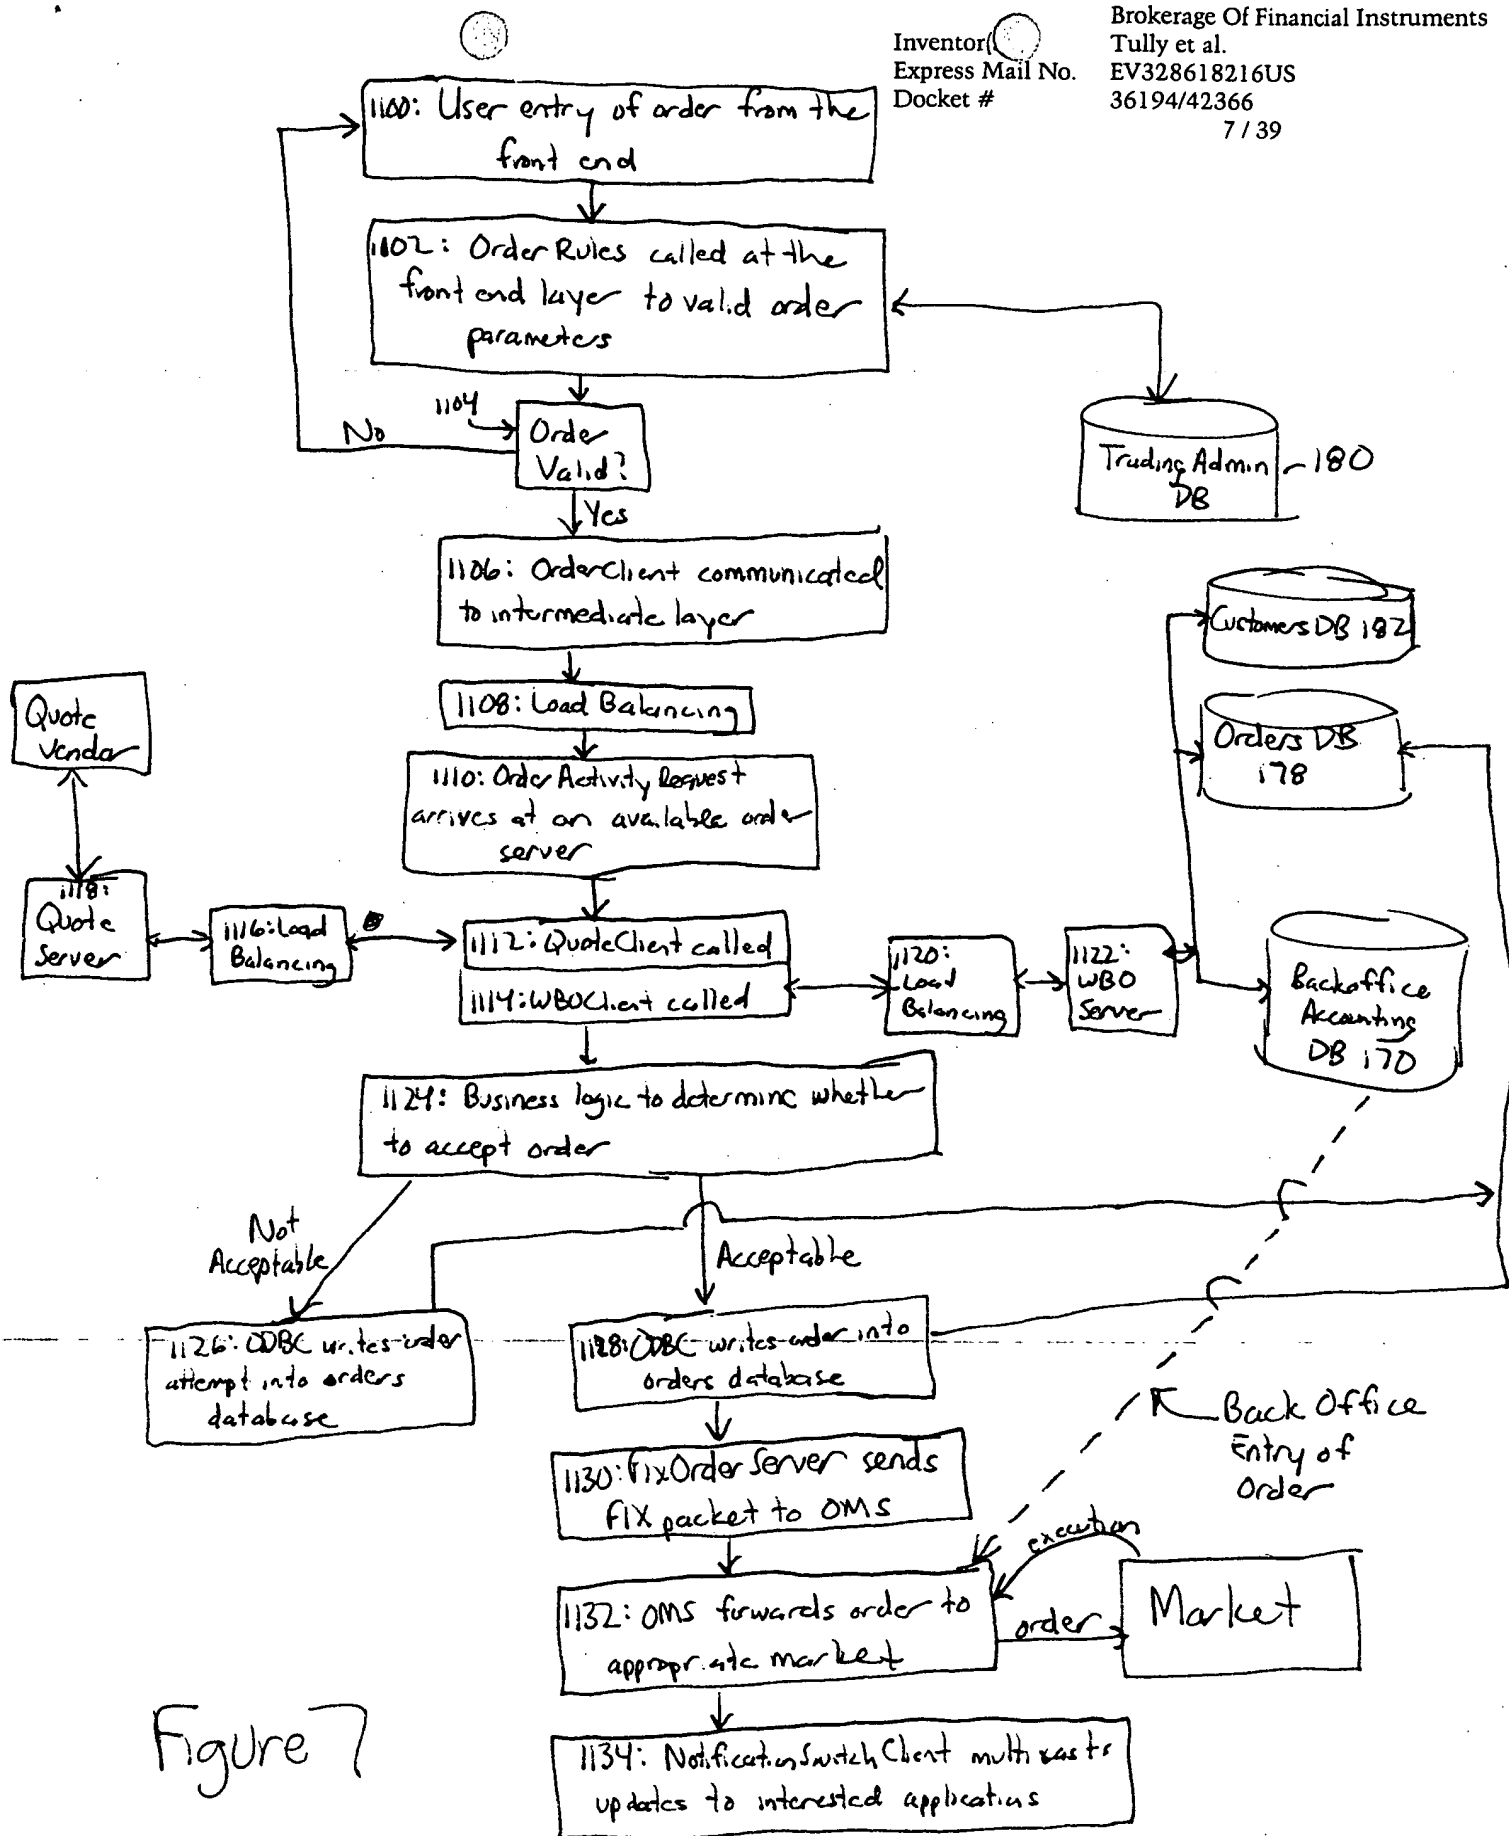 Brokerage Of Financial Instruments
Inventor(
Tully et al.
Express Mail No. EV328618216US
Docket # 36194/42366
7 / 39
1100: User entry of order from the
front end
1102: Order Rules called at the
front end layer to valid order
parameters
1104
No
Order
Valid?
Yes
Trading Admin
DB
180
1106: OrderClient communicated
to intermediate layer
Customers DB 182
1108: Load Balancing
Quote
Vendor
Orders DB
178
1110: Order Activity Request
arrives at an available order
server
1118:
Quote
Server
1116: Load
Balancing
1112: QuoteClient called
1114: WBOClient called
1120:
Load
Balancing
1122:
WBO
Server
Backoffice
Accounting
DB 170
1124: Business logic to determine whether
to accept order
Not
Acceptable
Acceptable
1126: ODBC writes order
attempt into orders
database
1128: ODBC writes order into
orders database
Back Office
Entry of
Order
1130: FixOrderServer sends
FIX packet to OMS
execution
1132: OMS forwards order to
appropriate market
order
Market
Figure 7
1134: NotificationSwitchClient multicasts
updates to interested applications